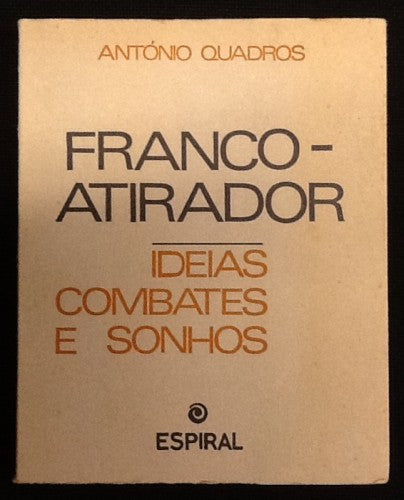 ANTÓNIO QUADROS
FRANCO-
ATIRADOR
IDEIAS
COMBATES
E SONHOS
ESPIRAL